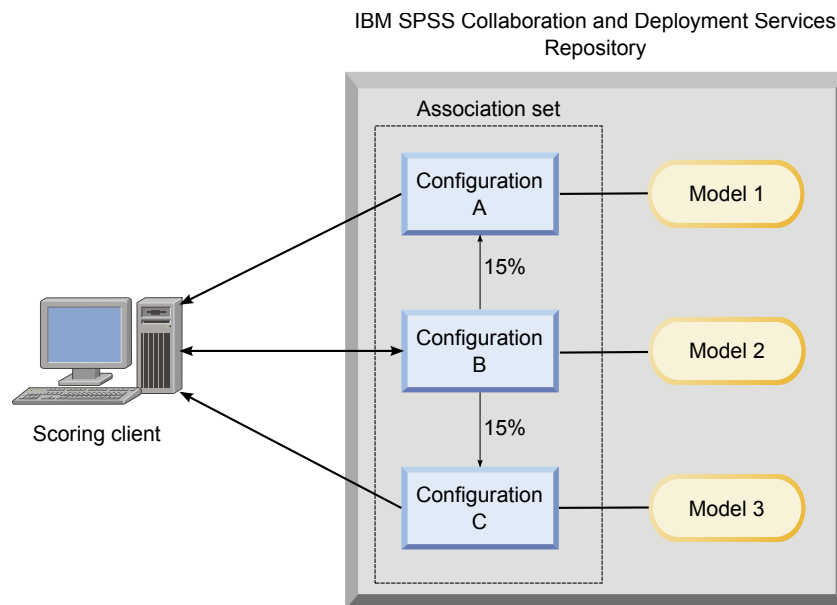 IBM SPSS Collaboration and Deployment Services
Repository
Association set
Configuration
A
Model 1
15%
Configuration
B
Model 2
Scoring client
15%
Configuration
C
Model 3